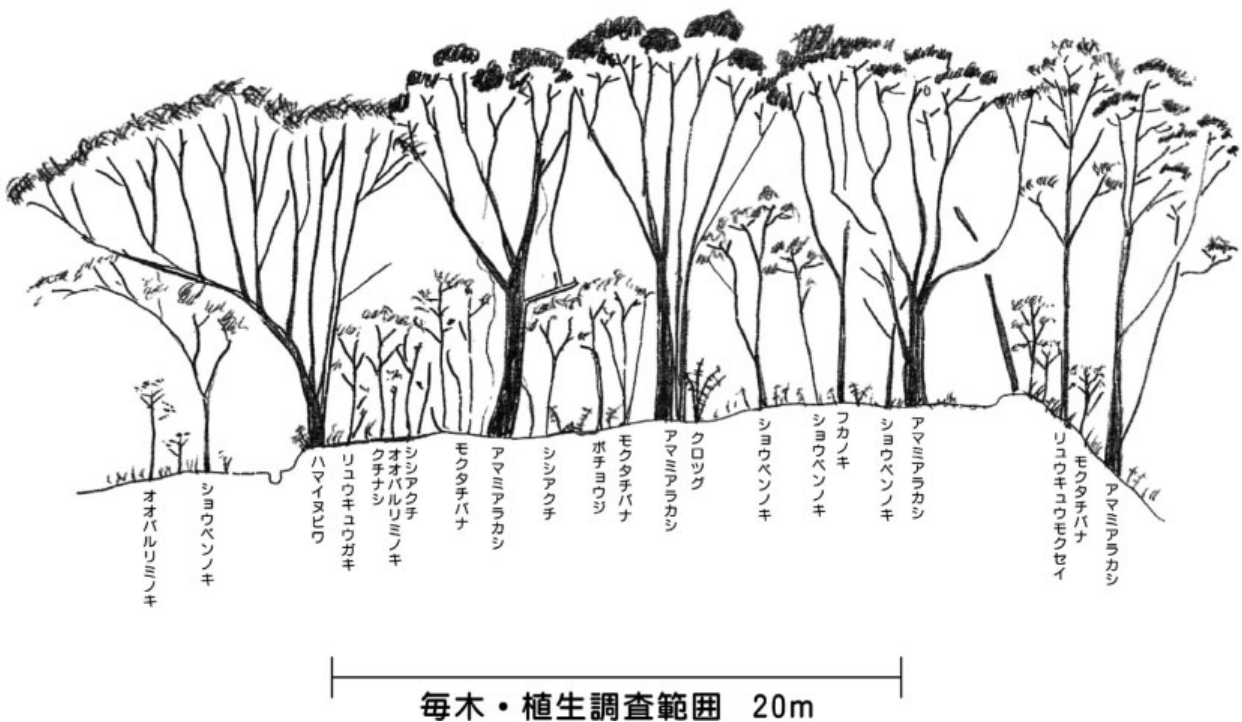 オオバルリミノキ
ショウベンノキ
ハマイヌビワ
リュウキュウガキ
クチナシ
オオバルリミノキ
シシアクチ
モクタチバナ
アマミアラカシ
シシアクチ
ボチョウジ
モクタチバナ
アマミアラカシ
クロツグ
ショウベンノキ
ショウベンノキ
フカノキ
ショウベンノキ
アマミアラカシ
リュウキュウモクセイ
モクタチバナ
アマミアラカシ
毎木・植生調査範囲 20m